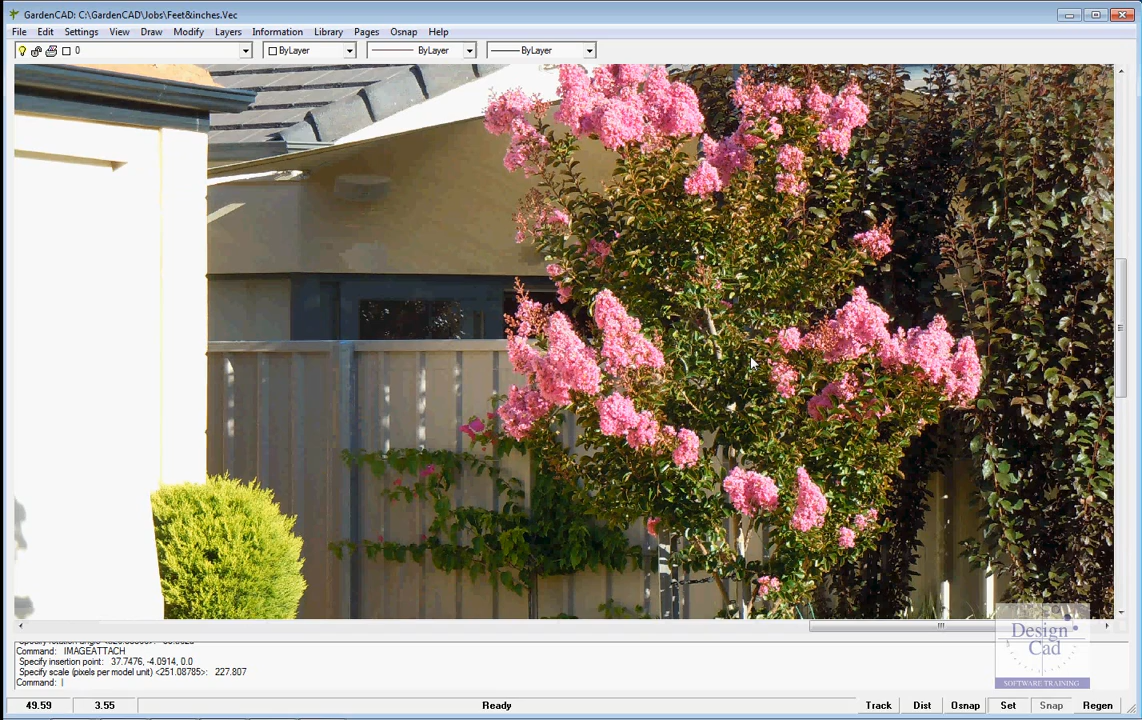 GardenCAD: C:\GardenCAD\Jobs\Feet&inches.Vec
File Edit Settings View Draw Modify Information Layers Library Pages Osnap Help
0 ByLayer ByLayer ByLayer
Command: IMAGEATTACH
Specify insertion point: 37.7476, -4.0914, 0.0
Specify scale (pixels per model unit) <251.08785>: 227.807
Command:
Design
Cad
SOFTWARE TRAINING
49.59 3.55 Ready Track Dist Osnap Set Snap Regen